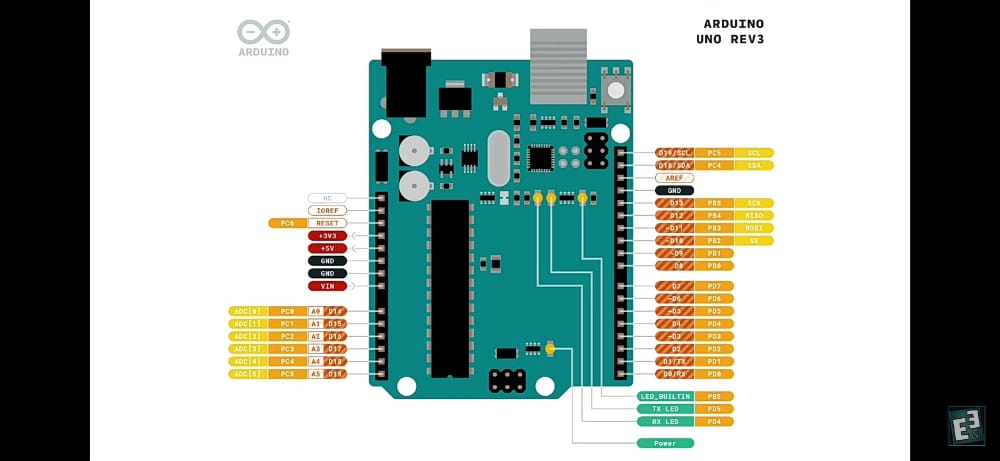 ARDUINO
ARDUINO
UNO REV3
NC
IOREF
PC6 RESET
+3V3
+5V
GND
GND
VIN
ADC[0] PC0 A0 D14
ADC[1] PC1 A1 D15
ADC[2] PC2 A2 D16
ADC[3] PC3 A3 D17
ADC[4] PC4 A4 D18
ADC[5] PC5 A5 D19
D19/SCL PC5 SCL
D18/SDA PC4 SDA
AREF
GND
D13 PB5 SCK
D12 PB4 MISO
~D11 PB3 MOSI
~D10 PB2 SS
~D9 PB1
D8 PB0
D7 PD7
~D6 PD6
~D5 PD5
D4 PD4
~D3 PD3
D2 PD2
D1/TX PD1
D0/RX PD0
LED_BUILTIN PB5
TX LED PD5
RX LED PD4
Power